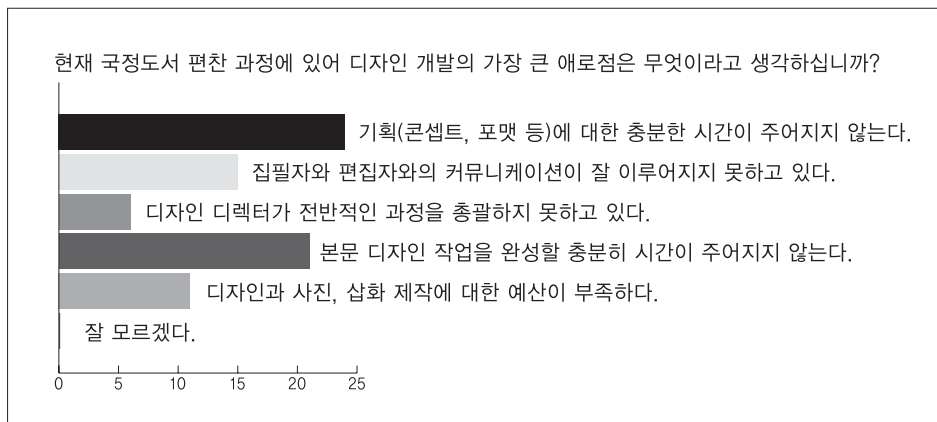 현재 국정도서 편찬 과정에 있어 디자인 개발의 가장 큰 애로점은 무엇이라고 생각하십니까?
기획(콘셉트, 포맷 등)에 대한 충분한 시간이 주어지지 않는다.
집필자와 편집자와의 커뮤니케이션이 잘 이루어지지 못하고 있다.
디자인 디렉터가 전반적인 과정을 총괄하지 못하고 있다.
본문 디자인 작업을 완성할 충분히 시간이 주어지지 않는다.
디자인과 사진, 삽화 제작에 대한 예산이 부족하다.
잘 모르겠다.
0 5 10 15 20 25